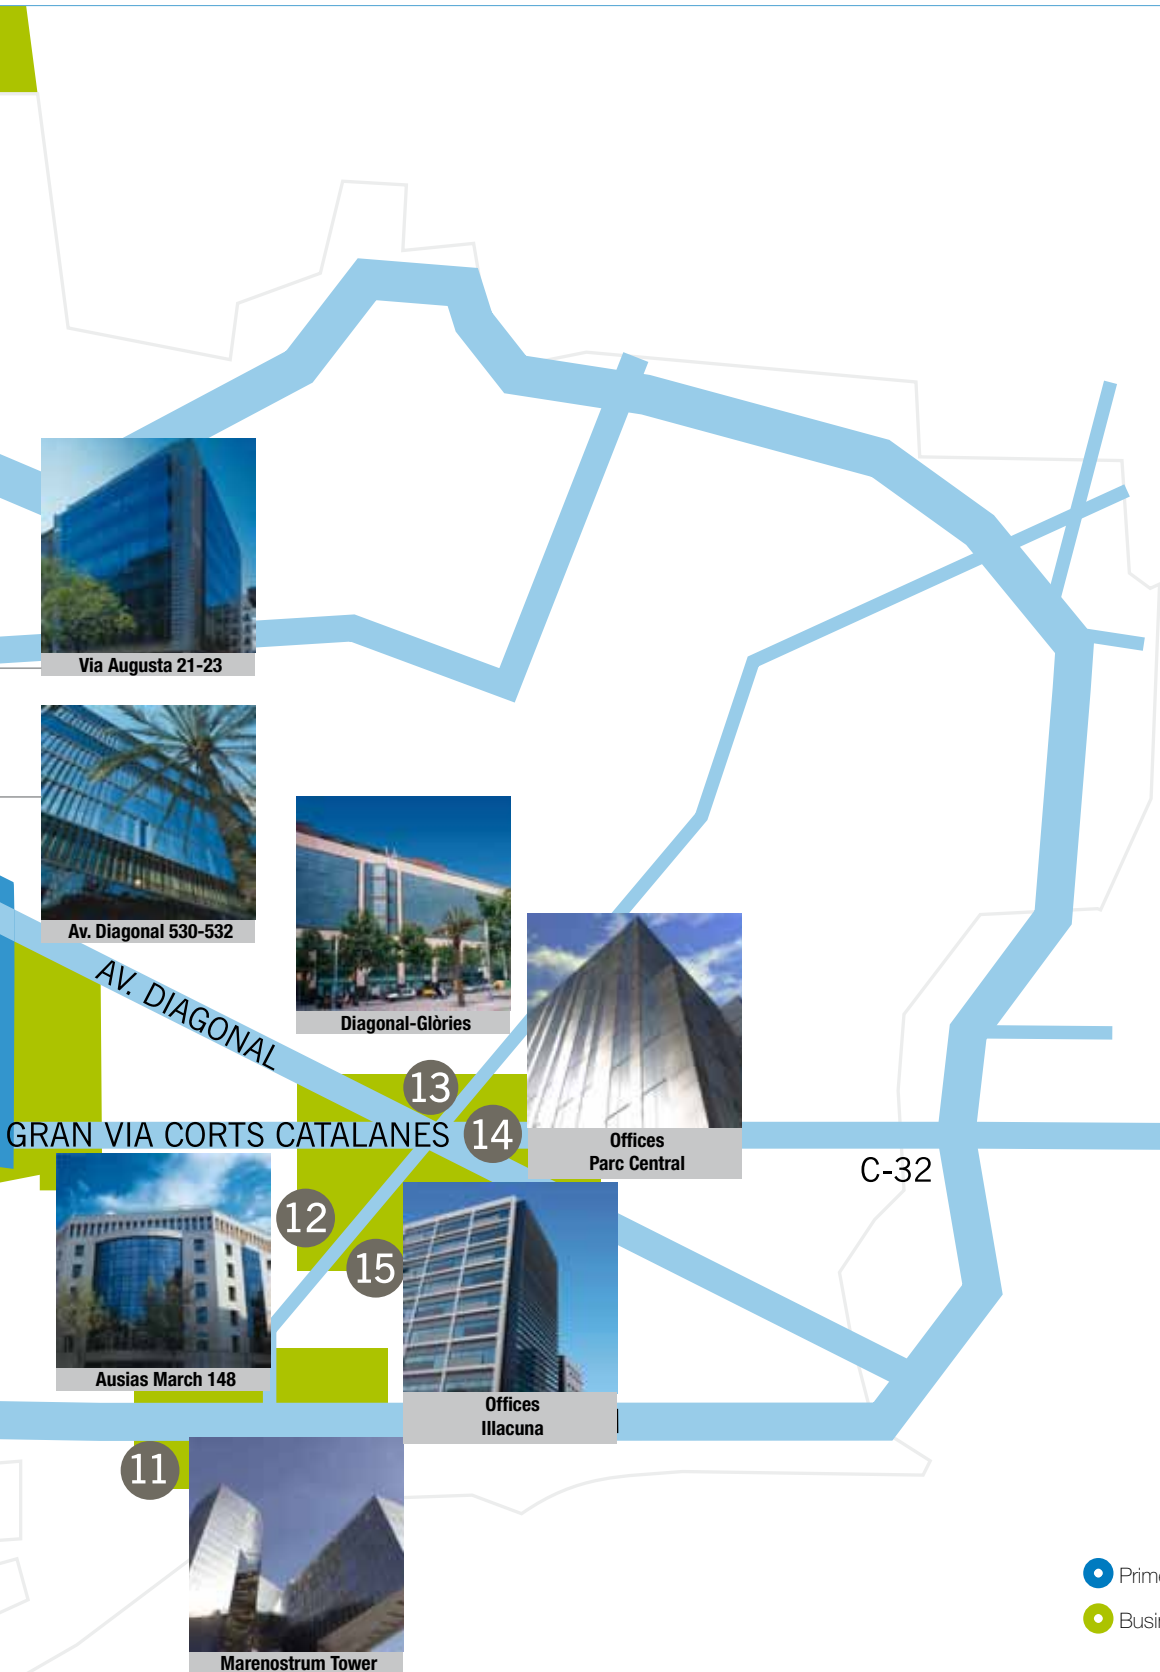 Via Augusta 21-23
Av. Diagonal 530-532
AV. DIAGONAL
Diagonal-Glòries
13
GRAN VIA CORTS CATALANES
14
Offices
Parc Central
C-32
12
15
Ausias March 148
Offices
Illacuna
11
Marenostrum Tower